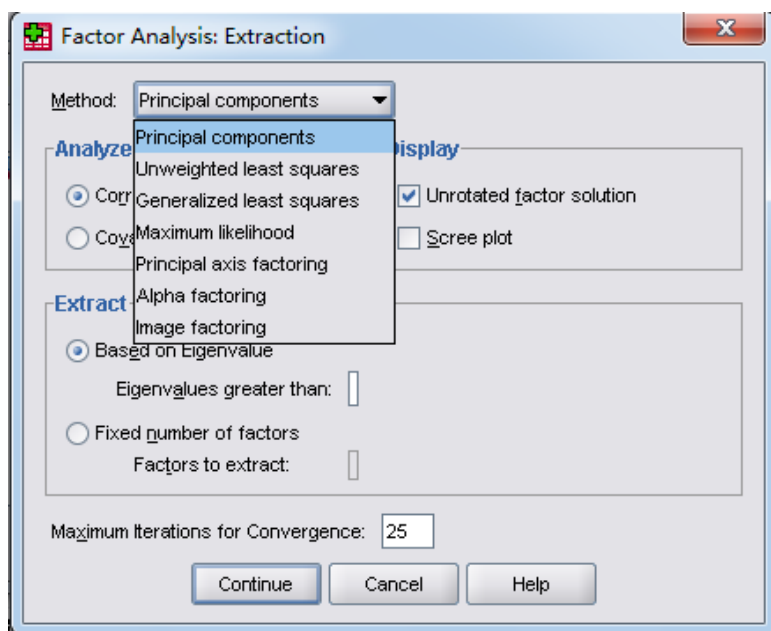 Factor Analysis: Extraction
Method: Principal components
Principal components
Analyze
Display
Unweighted least squares
Corr
Generalized least squares
Unrotated factor solution
Cova
Maximum likelihood
Scree plot
Principal axis factoring
Extract
Alpha factoring
Image factoring
Based on Eigenvalue
Eigenvalues greater than:
Fixed number of factors
Factors to extract:
Maximum Iterations for Convergence: 25
Continue Cancel Help